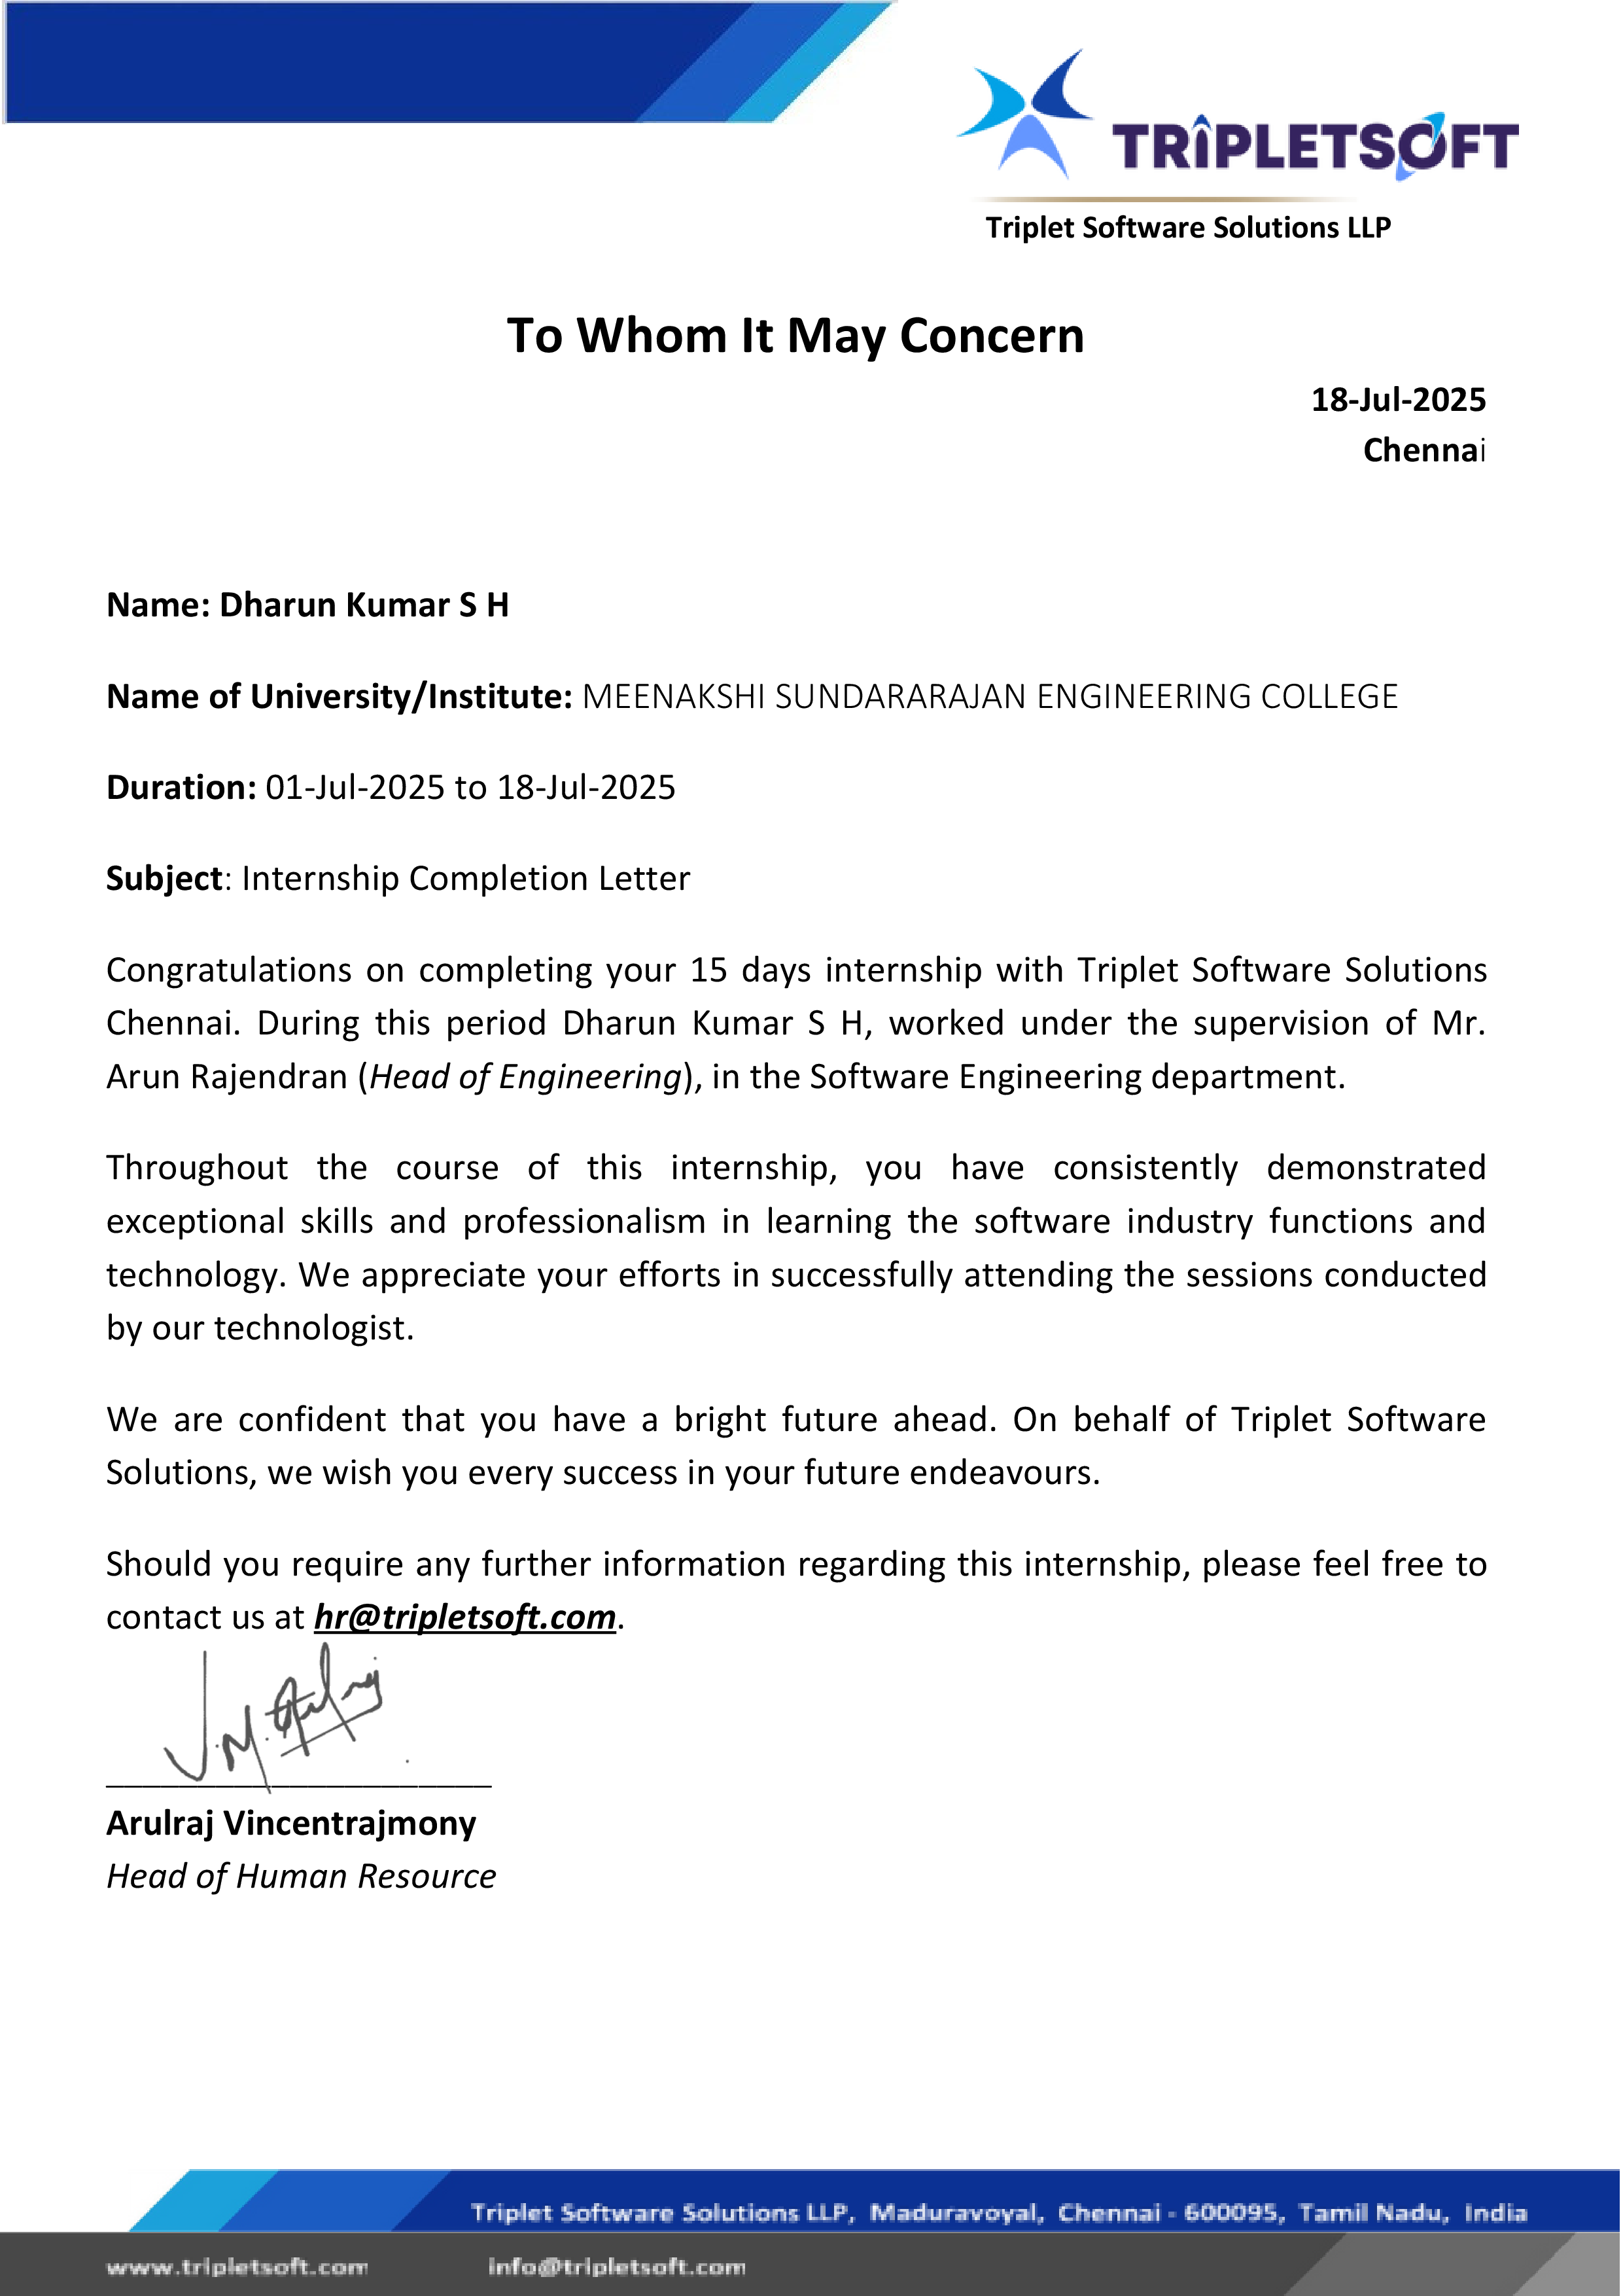 TRIPLETSOFT
Triplet Software Solutions LLP
To Whom It May Concern
18-Jul-2025
Chennai
Name: Dharun Kumar S H
Name of University/Institute: MEENAKSHI SUNDARARAJAN ENGINEERING COLLEGE
Duration: 01-Jul-2025 to 18-Jul-2025
Subject: Internship Completion Letter
Congratulations on completing your 15 days internship with Triplet Software Solutions
Chennai. During this period Dharun Kumar S H, worked under the supervision of Mr.
Arun Rajendran (Head of Engineering), in the Software Engineering department.
Throughout the course of this internship, you have consistently demonstrated
exceptional skills and professionalism in learning the software industry functions and
technology. We appreciate your efforts in successfully attending the sessions conducted
by our technologist.
We are confident that you have a bright future ahead. On behalf of Triplet Software
Solutions, we wish you every success in your future endeavours.
Should you require any further information regarding this internship, please feel free to
contact us at hr@tripletsoft.com.
V.M. Arulraj
Arulraj Vincentrajmony
Head of Human Resource
Triplet Software Solutions LLP, Maduravoyal, Chennai - 600095, Tamil Nadu, India
www.tripletsoft.com info@tripletsoft.com